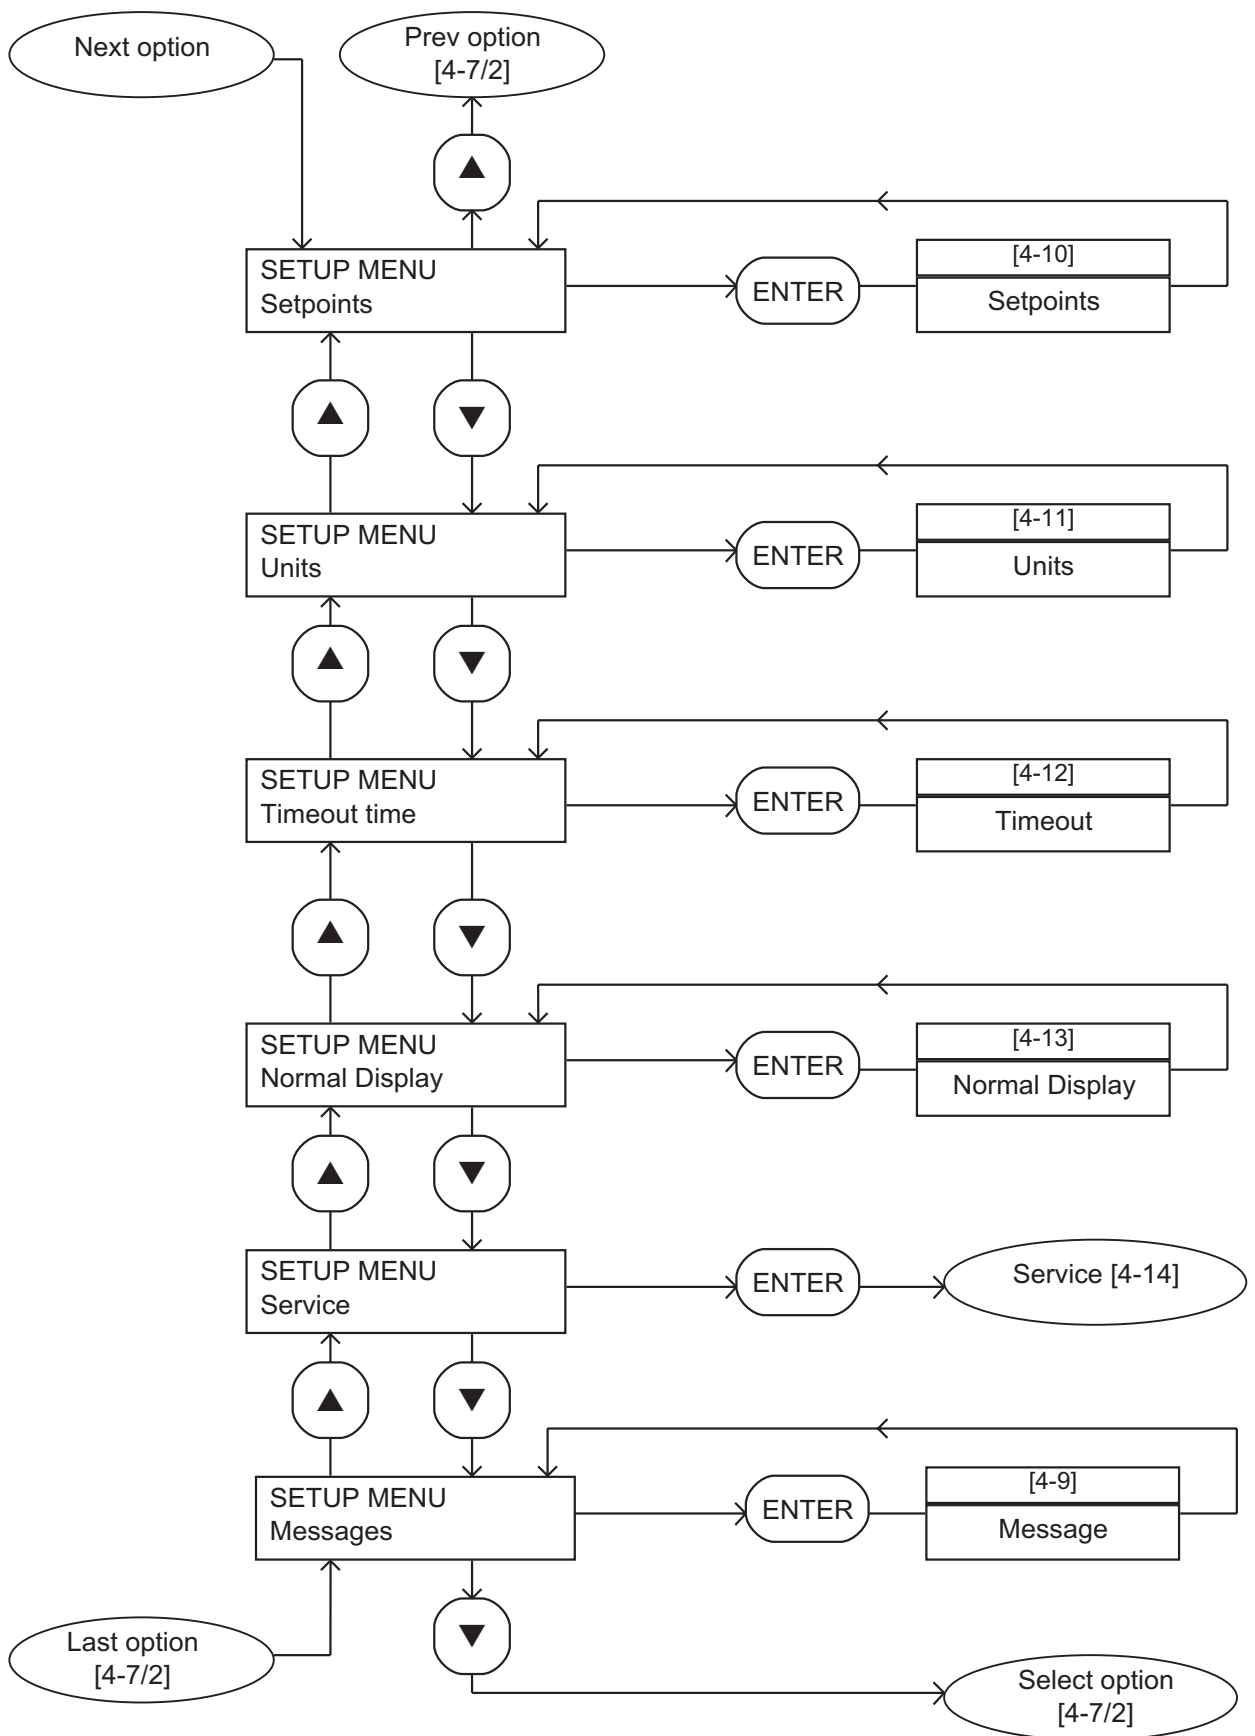 Next option
Prev option
[4-7/2]
SETUP MENU
Setpoints
ENTER
[4-10]
Setpoints
SETUP MENU
Units
ENTER
[4-11]
Units
SETUP MENU
Timeout time
ENTER
[4-12]
Timeout
SETUP MENU
Normal Display
ENTER
[4-13]
Normal Display
SETUP MENU
Service
ENTER
Service [4-14]
SETUP MENU
Messages
ENTER
[4-9]
Message
Last option
[4-7/2]
Select option
[4-7/2]